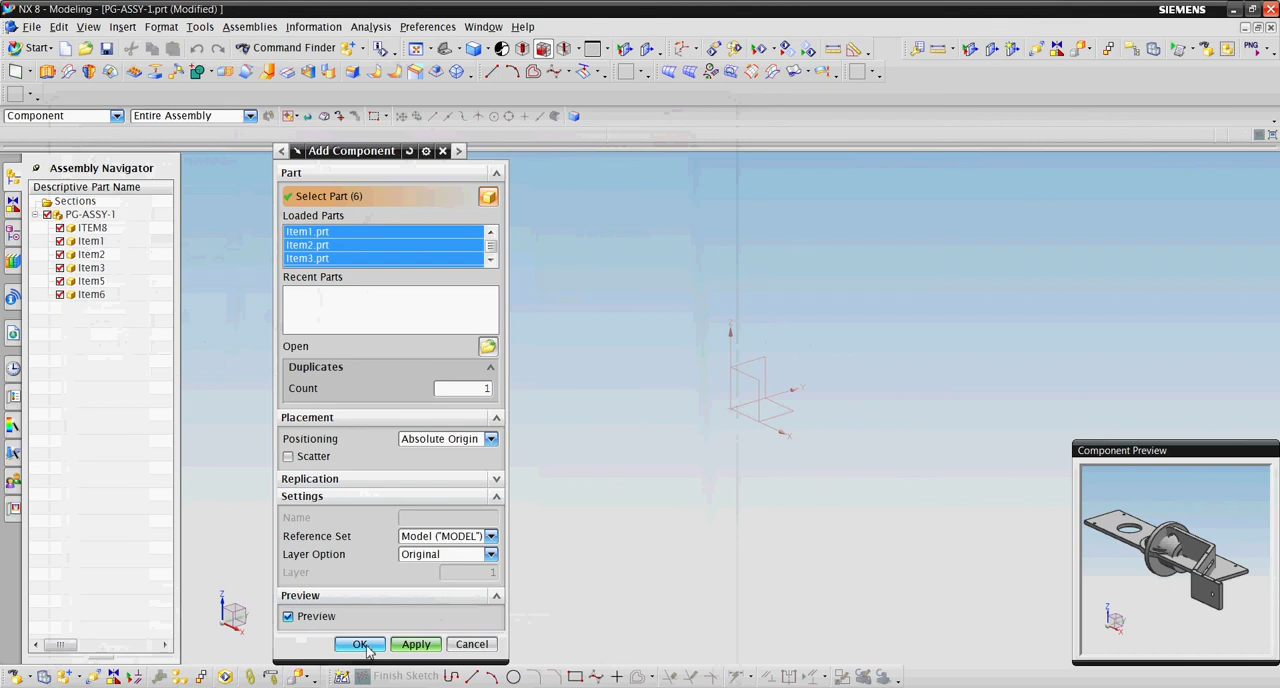 NX 8 - Modeling - [PG-ASSY-1.prt (Modified) ]
SIEMENS
File Edit View Insert Format Tools Assemblies Information Analysis Preferences Window Help
Start Command Finder PNG
Component Entire Assembly
Assembly Navigator
Descriptive Part Name
Sections
PG-ASSY-1
ITEM8
Item1
Item2
Item3
Item5
Item6
Add Component
Part
Select Part (6)
Loaded Parts
Item1.prt
Item2.prt
Item3.prt
Recent Parts
Open
Duplicates
Count 1
Placement
Positioning Absolute Origin
Scatter
Replication
Settings
Name
Reference Set Model ("MODEL")
Layer Option Original
Layer 1
Preview
Preview
OK Apply Cancel
Z
Y
X
Z
X
Component Preview
Z
X
Finish Sketch